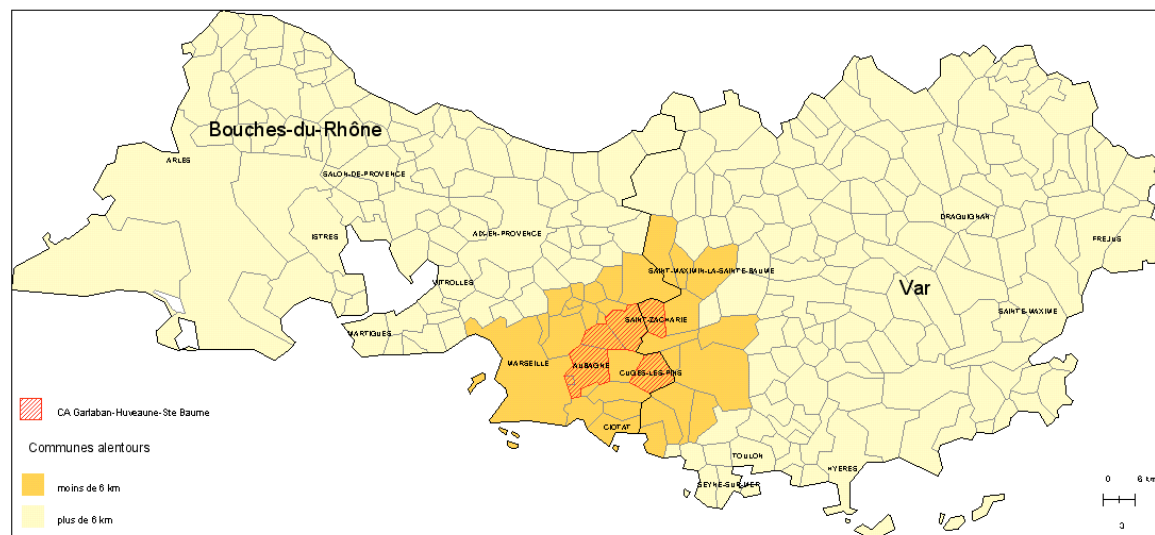 Bouches-du-Rhône
ARLES
SALON-DE-PROVENCE
DRAGUIGNAN
AIX-EN-PROVENCE
ISTRES
FREJUS
SAINT-MAXIMIN-LA-SAINTE-BAUME
VITROLLES
Var
SAINTE-MAXIME
SAINT-ZACHARIE
MARTIGUES
MARSEILLE
AUBAGNE
CUGES-LES-PINS
CA Garlaban-Huveaune-Ste Baume
CIOTAT
Communes alentours
TOULON
HYERES
0 6 km
SEYNE-SUR-MER
moins de 6 km
plus de 6 km
3